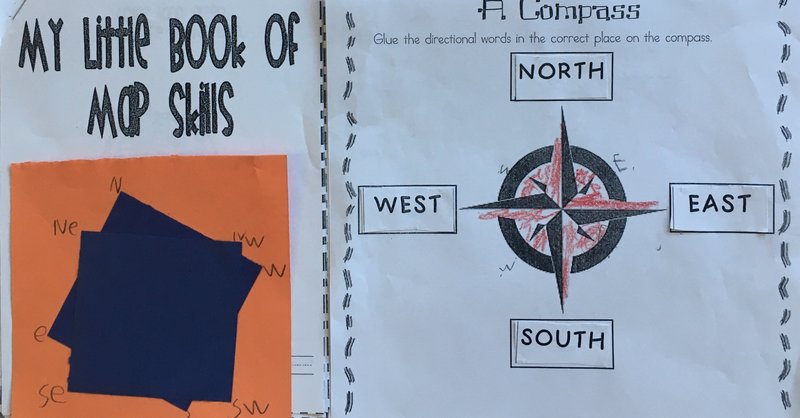 My Little Book Of
Map Skills
N
Ne
NW
W
e
Se
SW
A Compass
Glue the directional words in the correct place on the compass.
NORTH
WEST
EAST
SOUTH
E
W